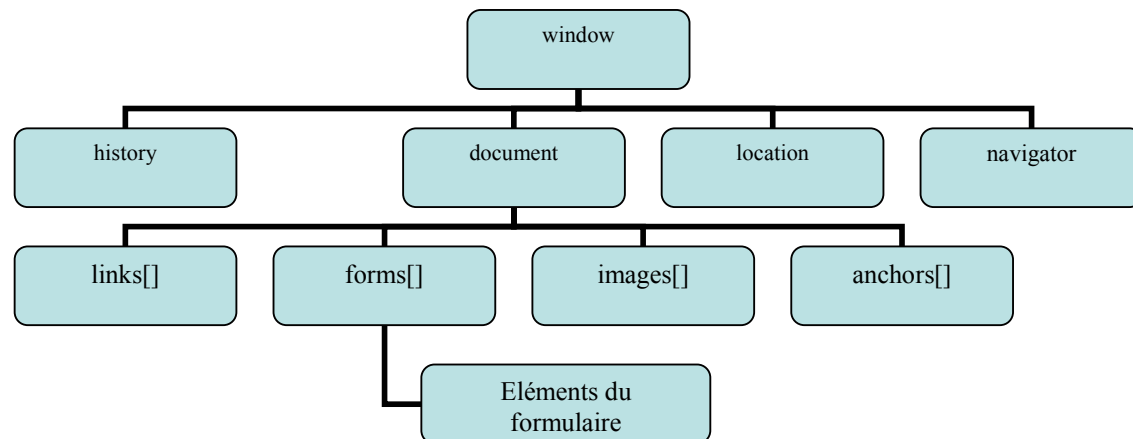 window
history
document
location
navigator
links[]
forms[]
images[]
anchors[]
Eléments du
formulaire